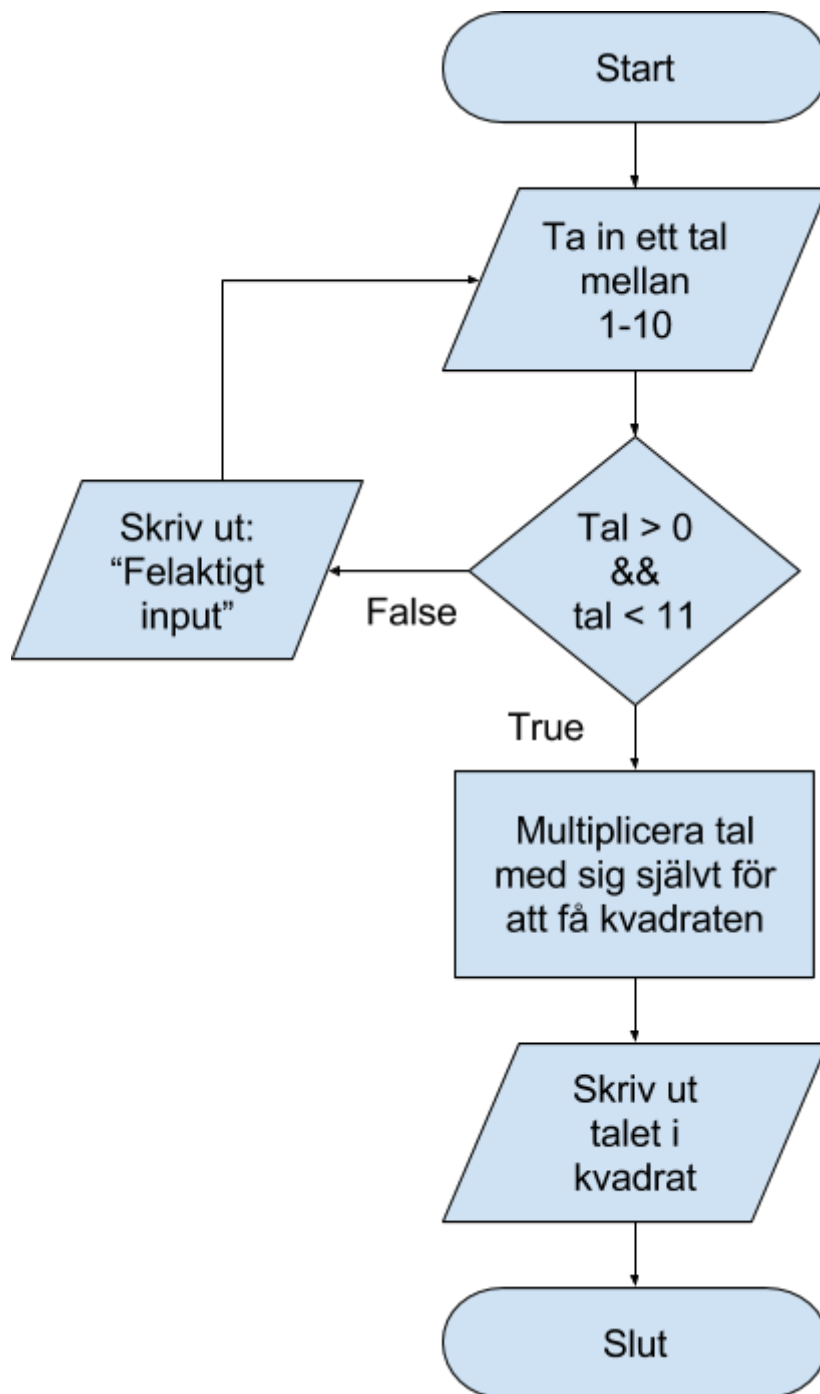 Start
Ta in ett tal
mellan
1-10
Tal > 0
&&
tal < 11
False
Skriv ut:
“Felaktigt
input”
True
Multiplicera tal
med sig självt för
att få kvadraten
Skriv ut
talet i
kvadrat
Slut